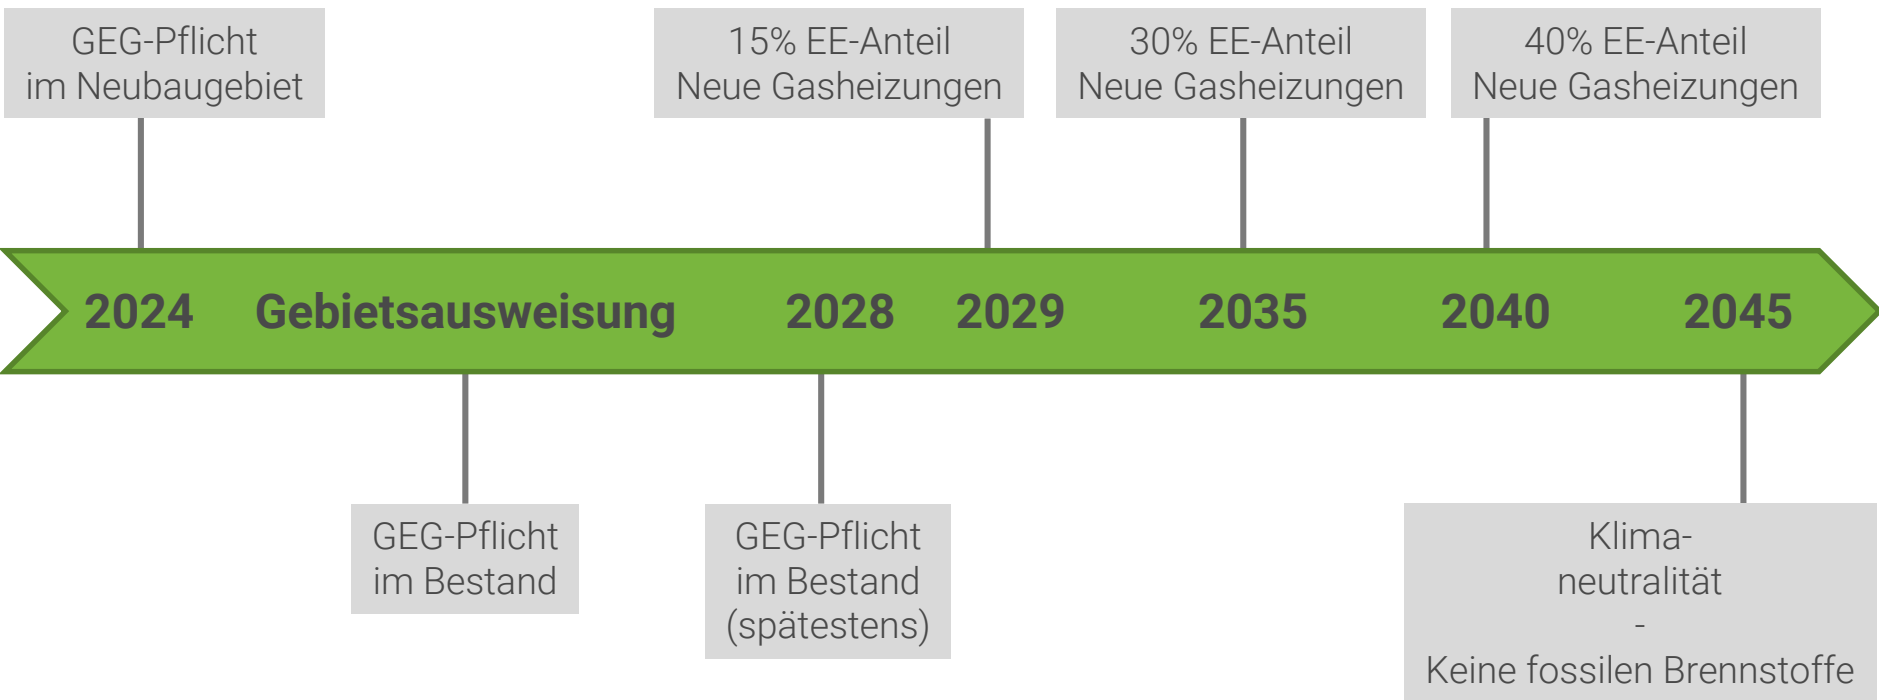 GEG-Pflicht
im Neubaugebiet
15% EE-Anteil
Neue Gasheizungen
30% EE-Anteil
Neue Gasheizungen
40% EE-Anteil
Neue Gasheizungen
2024 Gebietsausweisung 2028 2029 2035 2040 2045
GEG-Pflicht
im Bestand
GEG-Pflicht
im Bestand
(spätestens)
Klima-
neutralität
-
Keine fossilen Brennstoffe